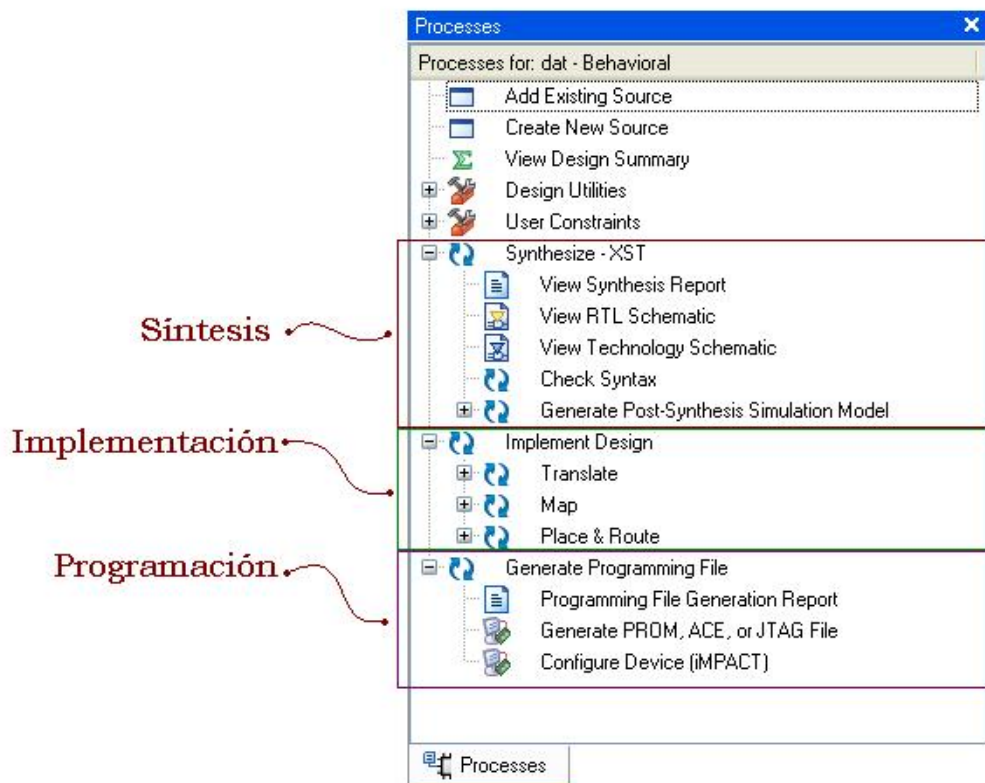 Processes
Processes for: dat - Behavioral
Add Existing Source
Create New Source
View Design Summary
Design Utilities
User Constraints
Synthesize - XST
View Synthesis Report
View RTL Schematic
View Technology Schematic
Check Syntax
Generate Post-Synthesis Simulation Model
Síntesis
Implementación
Implement Design
Translate
Map
Place & Route
Programación
Generate Programming File
Programming File Generation Report
Generate PROM, ACE, or JTAG File
Configure Device (iMPACT)
Processes